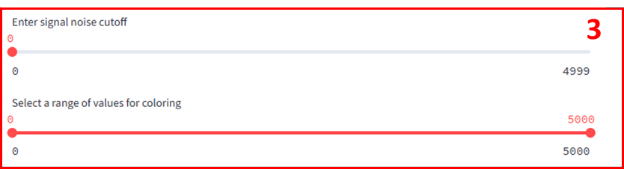 Enter signal noise cutoff
3
0
0 4999
Select a range of values for coloring
0 5000
0 5000